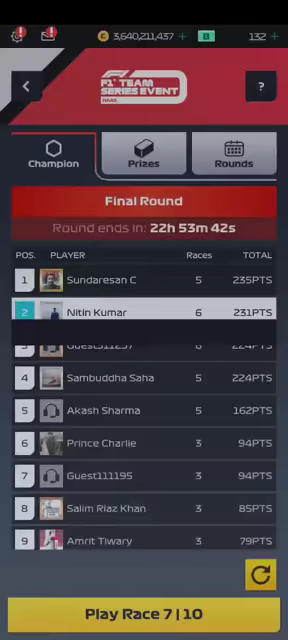 3,640,211,437 + B 132 +
F1 TEAM
SERIES EVENT
HAAS
?
Champion Prizes Rounds
Final Round
Round ends in: 22h 53m 42s
POS. PLAYER Races TOTAL
1 Sundaresan C 5 235PTS
2 Nitin Kumar 6 231PTS
3 6 224PTS
4 Sambuddha Saha 5 224PTS
5 Akash Sharma 5 162PTS
6 Prince Charlie 3 94PTS
7 Guest111195 3 94PTS
8 Salim Riaz Khan 3 85PTS
9 Amrit Tiwary 3 79PTS
Play Race 7 | 10